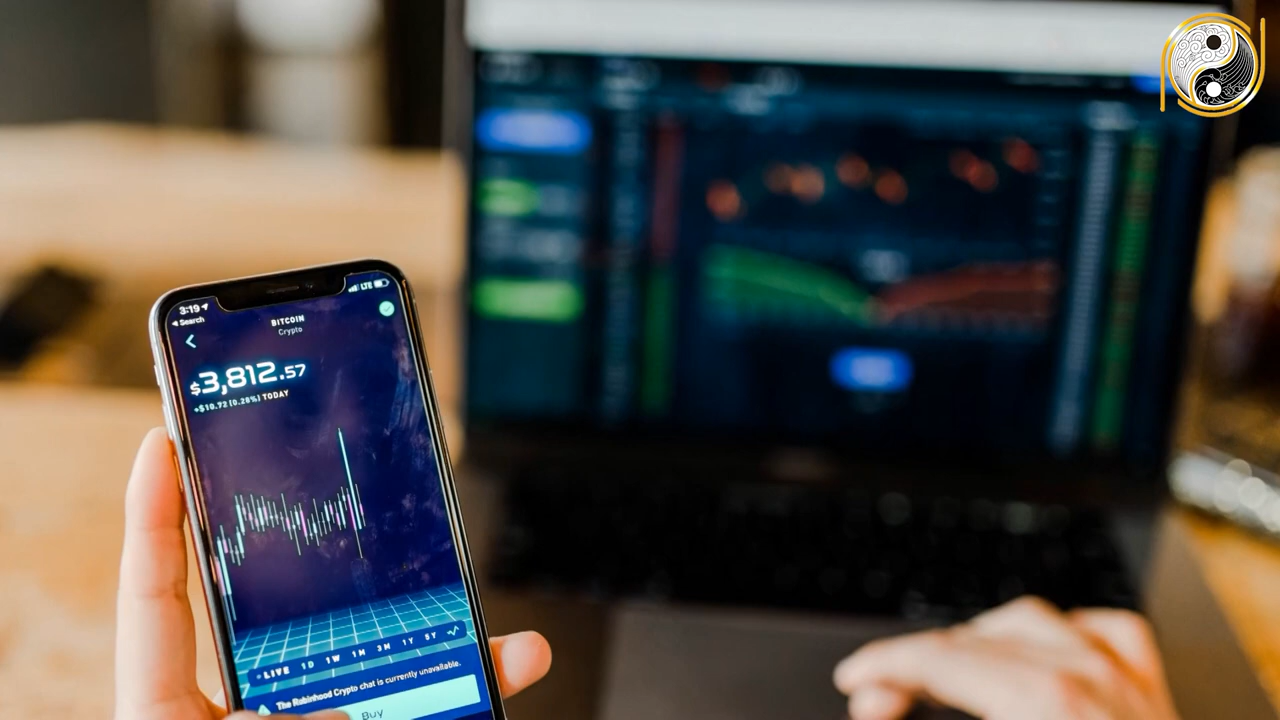 3:19
LTE
Search
BITCOIN
Crypto
$3,812.57
+$10.72 (0.28%) TODAY
LIVE 1D 1W 1M 3M 1Y 5Y
The Robinhood Crypto chat is currently unavailable.
Buy